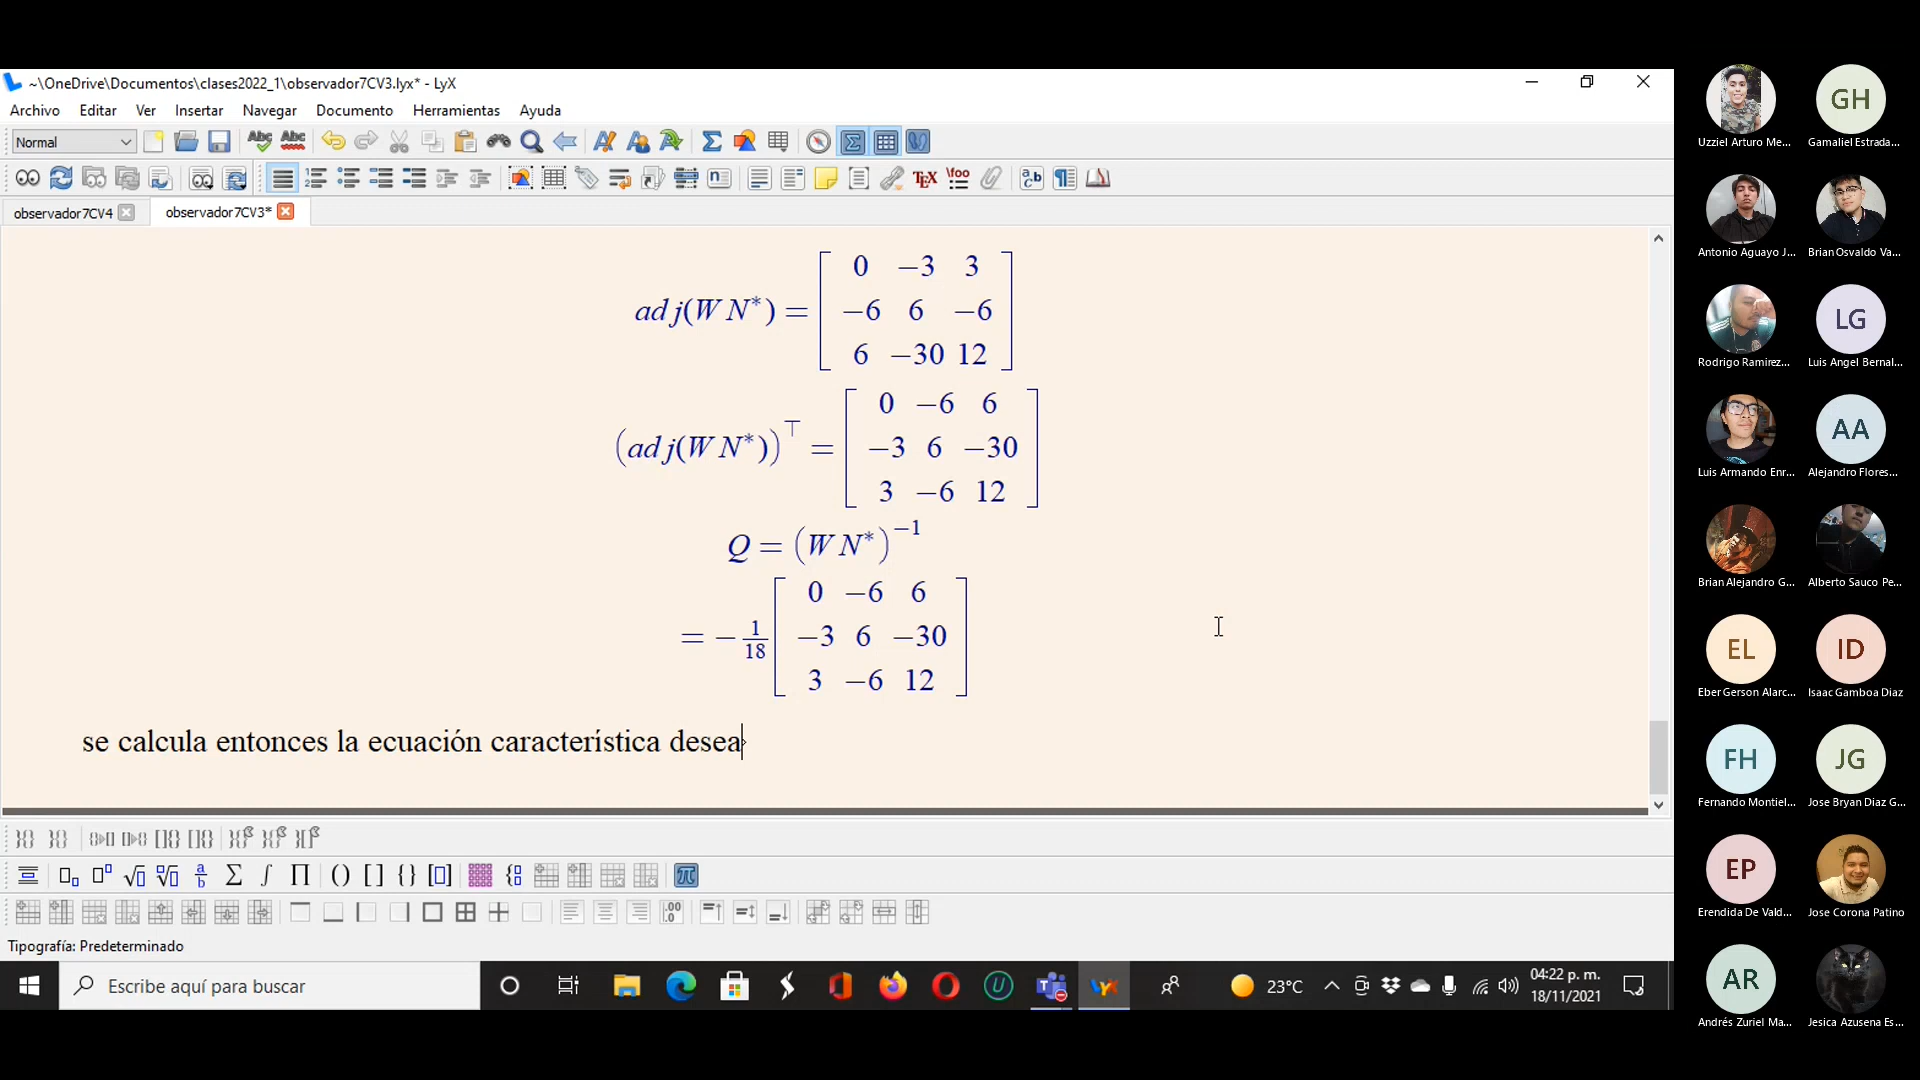 ~\OneDrive\Documentos\clases2022_1\observador7CV3.lyx* - LyX
Archivo Editar Ver Insertar Navegar Documento Herramientas Ayuda
Normal
observador7CV4 observador7CV3*
adj(WN*) = [ 0 −3 3
−6 6 −6
6 −30 12 ]
(adj(WN*))⊤ = [ 0 −6 6
−3 6 −30
3 −6 12 ]
Q = (WN*)−1
= −1/18 [ 0 −6 6
−3 6 −30
3 −6 12 ]
se calcula entonces la ecuación característica desea
Tipografía: Predeterminado
Escribe aquí para buscar
23°C
04:22 p. m.
18/11/2021
Uzziel Arturo Me...
GH
Gamaliel Estrada...
Antonio Aguayo J...
Brian Osvaldo Va...
Rodrigo Ramirez...
LG
Luis Angel Bernal...
Luis Armando Enr...
AA
Alejandro Flores...
Brian Alejandro G...
Alberto Sauco Pe...
EL
Eber Gerson Alarc...
ID
Isaac Gamboa Diaz
FH
Fernando Montiel...
JG
Jose Bryan Diaz G...
EP
Erendida De Vald...
Jose Corona Patino
AR
Andrés Zuriel Ma...
Jesica Azusena Es...